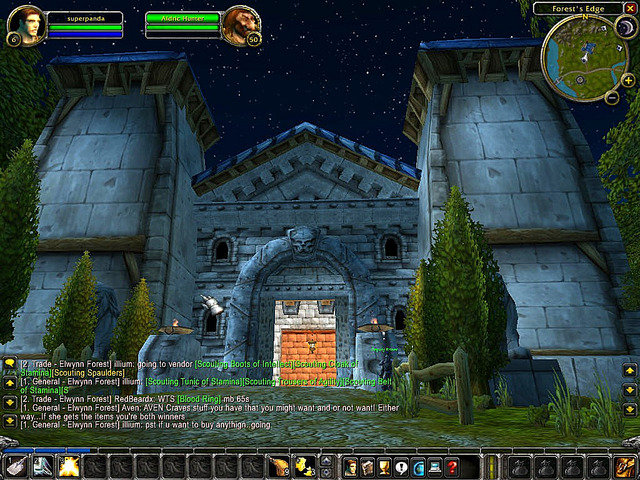 Forest's Edge
superpanda
Aldric Hunter
6
50
N
[2. Trade - Elwynn Forest] illium: going to vendor [Scouting Boots of Intellect][Scouting Cloak of
Stamina][Scouting Spaulders]
[1. General - Elwynn Forest] illium: [Scouting Tunic of Stamina][Scouting Trousers of Agility][Scouting Belt
of Stamina][S
[2. Trade - Elwynn Forest] RedBeardx: WTS [Blood Ring] mb 65s
[1. General - Elwynn Forest] Aven: AVEN Craves stuff you have that you might want and or not want! Either
way...If she gets the items you're both winners
[1. General - Elwynn Forest] illium: pst if u want to buy anythign..going.